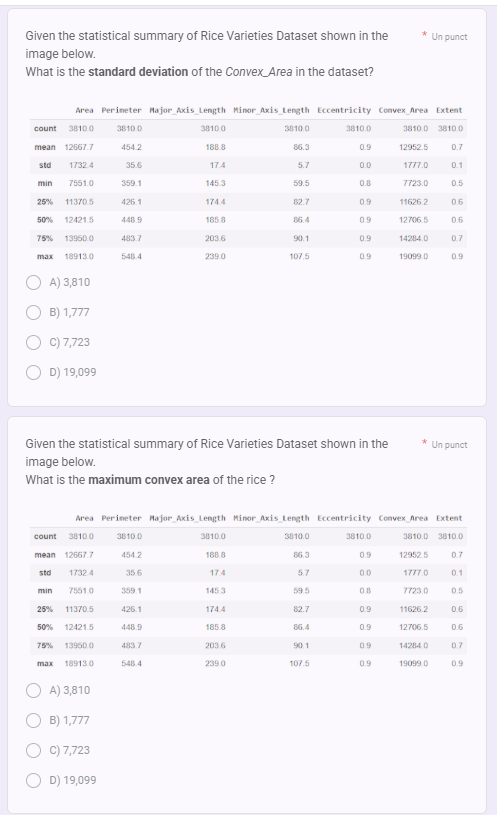 Given the statistical summary of Rice Varieties Dataset shown in the * Un punct
image below.
What is the standard deviation of the Convex_Area in the dataset?
Area Perimeter Major_Axis_Length Minor_Axis_Length Eccentricity Convex_Area Extent
count 3810.0 3810.0 3810.0 3810.0 3810.0 3810.0 3810.0
mean 12667.7 454.2 188.8 86.3 0.9 12952.5 0.7
std 1732.4 35.6 17.4 5.7 0.0 1777.0 0.1
min 7551.0 359.1 145.3 59.5 0.8 7723.0 0.5
25% 11370.5 426.1 174.4 82.7 0.9 11626.2 0.6
50% 12421.5 448.9 185.8 86.4 0.9 12706.5 0.6
75% 13950.0 483.7 203.6 90.1 0.9 14284.0 0.7
max 18913.0 548.4 239.0 107.5 0.9 19099.0 0.9
A) 3,810
B) 1,777
C) 7,723
D) 19,099
Given the statistical summary of Rice Varieties Dataset shown in the * Un punct
image below.
What is the maximum convex area of the rice ?
Area Perimeter Major_Axis_Length Minor_Axis_Length Eccentricity Convex_Area Extent
count 3810.0 3810.0 3810.0 3810.0 3810.0 3810.0 3810.0
mean 12667.7 454.2 188.8 86.3 0.9 12952.5 0.7
std 1732.4 35.6 17.4 5.7 0.0 1777.0 0.1
min 7551.0 359.1 145.3 59.5 0.8 7723.0 0.5
25% 11370.5 426.1 174.4 82.7 0.9 11626.2 0.6
50% 12421.5 448.9 185.8 86.4 0.9 12706.5 0.6
75% 13950.0 483.7 203.6 90.1 0.9 14284.0 0.7
max 18913.0 548.4 239.0 107.5 0.9 19099.0 0.9
A) 3,810
B) 1,777
C) 7,723
D) 19,099